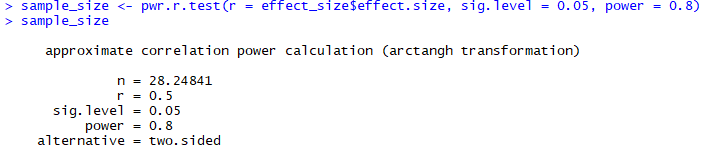 > sample_size <- pwr.r.test(r = effect_size$effect.size, sig.level = 0.05, power = 0.8)
> sample_size
approximate correlation power calculation (arctangh transformation)
n = 28.24841
r = 0.5
sig.level = 0.05
power = 0.8
alternative = two.sided